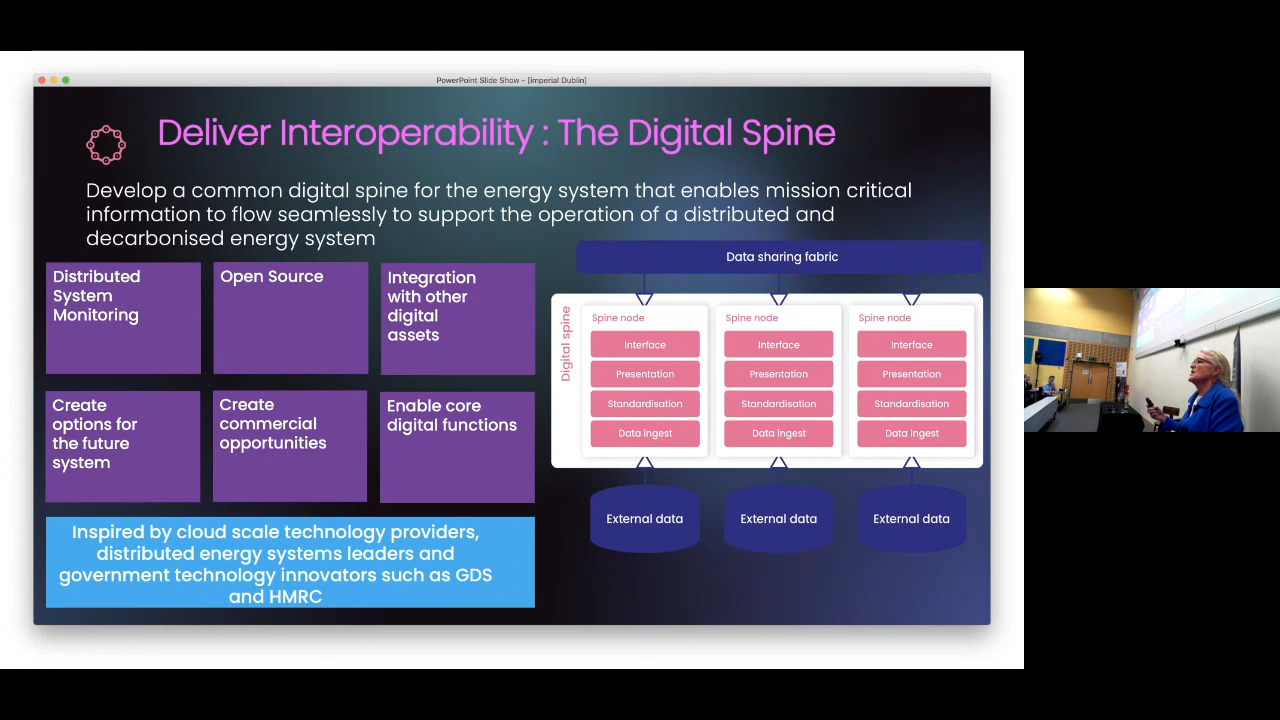 PowerPoint Slide Show – [imperial Dublin]
Deliver Interoperability : The Digital Spine
Develop a common digital spine for the energy system that enables mission critical
information to flow seamlessly to support the operation of a distributed and
decarbonised energy system
Distributed
System
Monitoring
Open Source
Integration
with other
digital
assets
Create
options for
the future
system
Create
commercial
opportunities
Enable core
digital functions
Inspired by cloud scale technology providers,
distributed energy systems leaders and
government technology innovators such as GDS
and HMRC
Data sharing fabric
Digital spine
Spine node
Interface
Presentation
Standardisation
Data ingest
Spine node
Interface
Presentation
Standardisation
Data ingest
Spine node
Interface
Presentation
Standardisation
Data ingest
External data
External data
External data